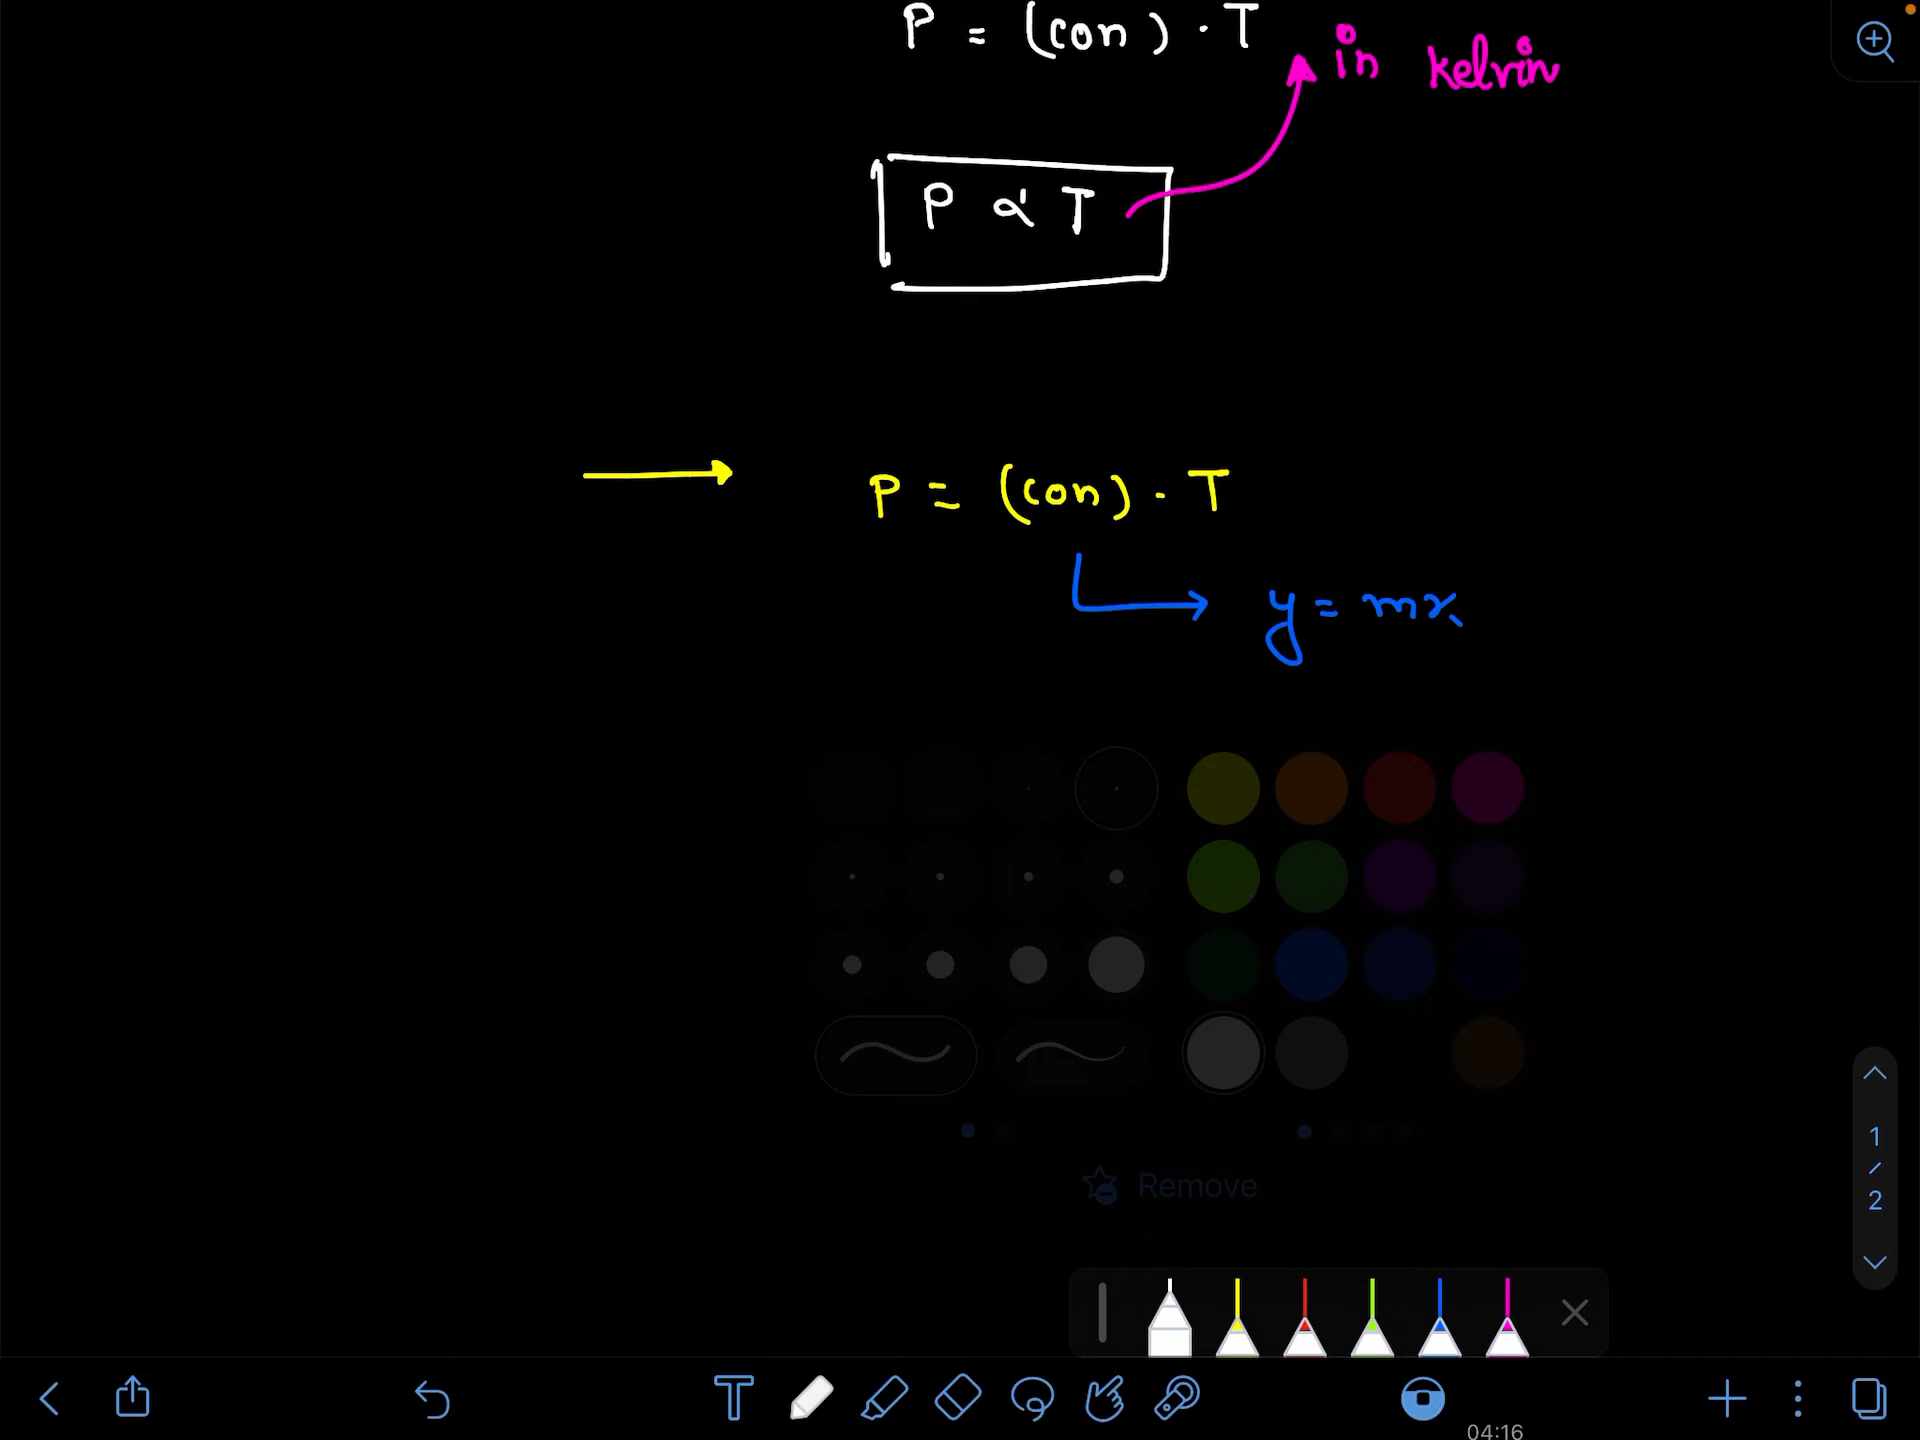 P = (con) · T
in kelvin
P ∝ T
P = (con) · T
y = mx
Remove
1
/
2
04:16